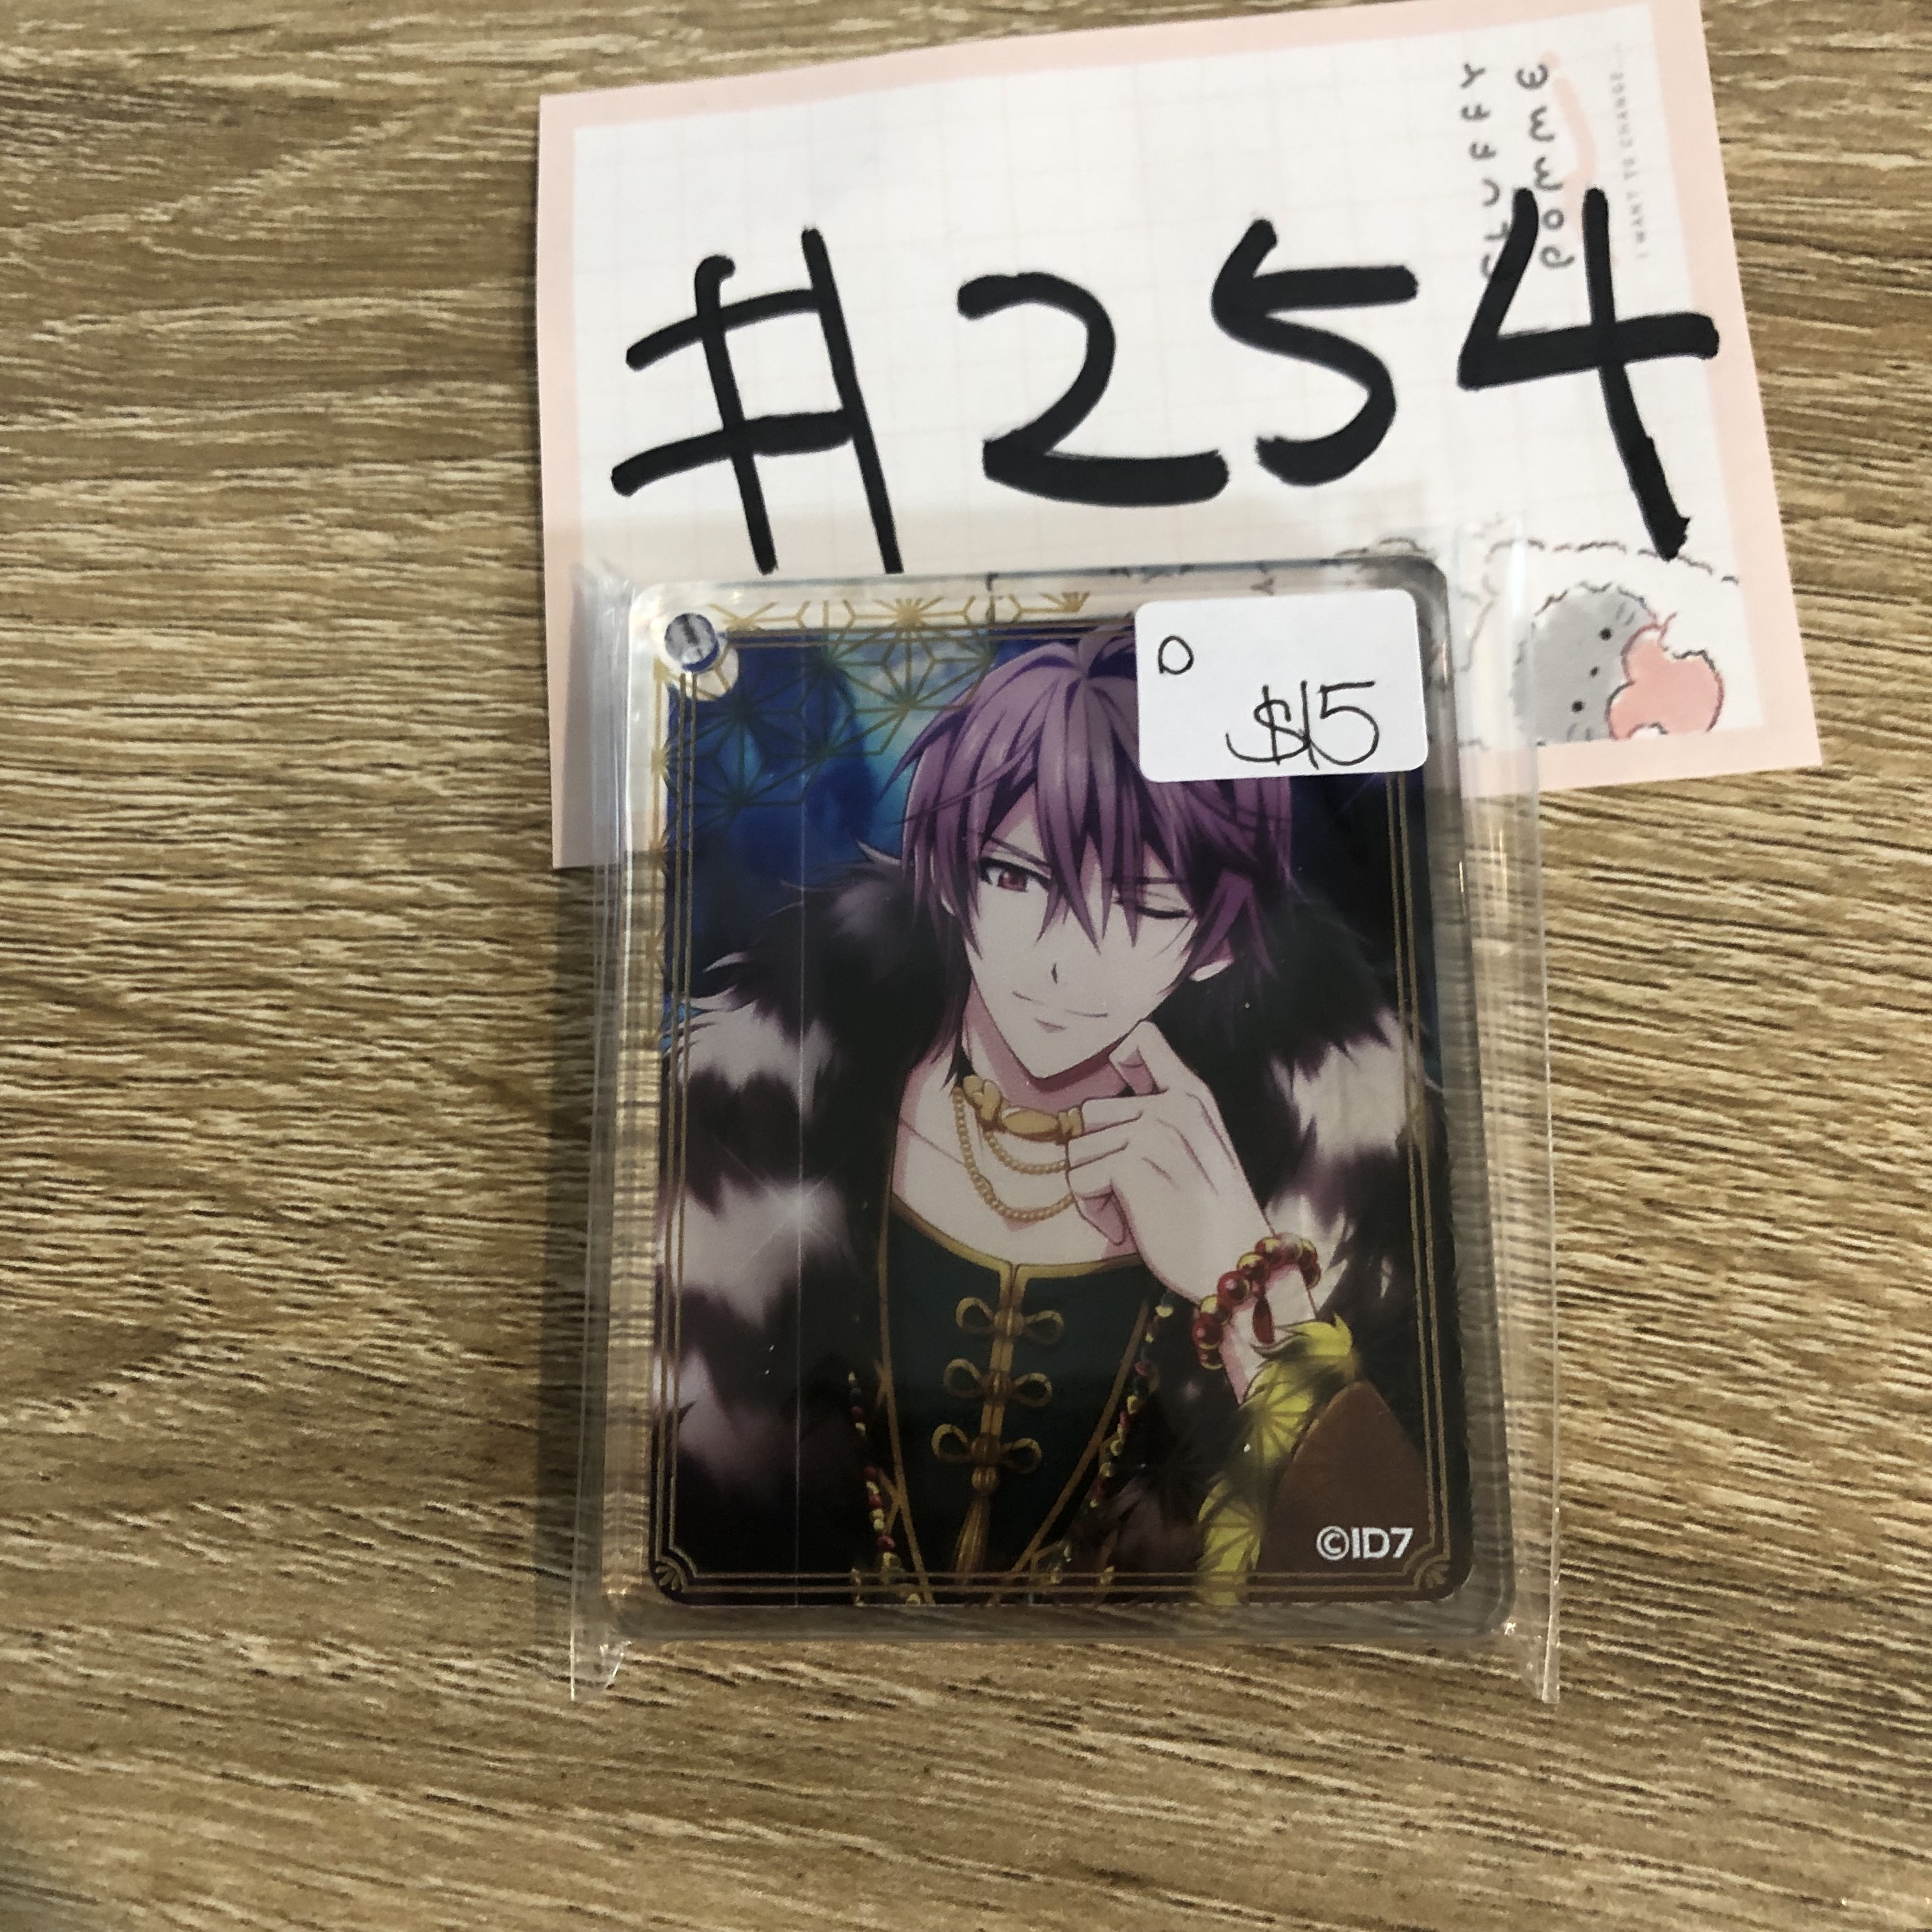 #254
FLUFFY
POMME
I WANT TO CHANGE...
D
$15
©ID7